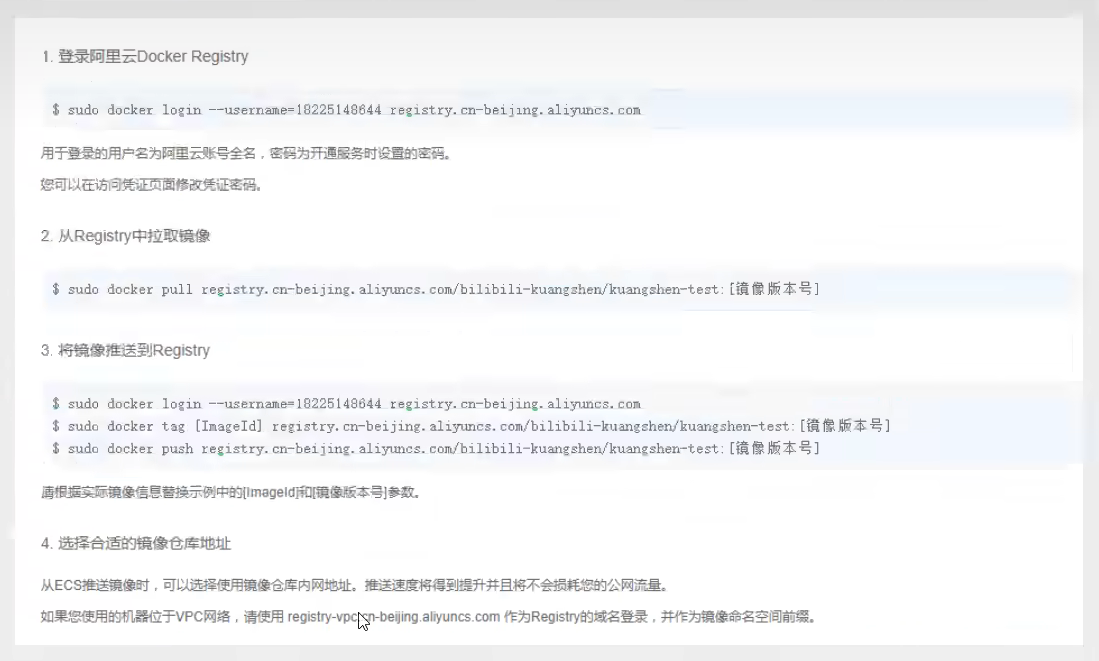 1. 登录阿里云Docker Registry
$ sudo docker login --username=18225148644 registry.cn-beijing.aliyuncs.com
用于登录的用户名为阿里云账号全名，密码为开通服务时设置的密码。
您可以在访问凭证页面修改凭证密码。
2. 从Registry中拉取镜像
$ sudo docker pull registry.cn-beijing.aliyuncs.com/bilibili-kuangshen/kuangshen-test:[镜像版本号]
3. 将镜像推送到Registry
$ sudo docker login --username=18225148644 registry.cn-beijing.aliyuncs.com
$ sudo docker tag [ImageId] registry.cn-beijing.aliyuncs.com/bilibili-kuangshen/kuangshen-test:[镜像版本号]
$ sudo docker push registry.cn-beijing.aliyuncs.com/bilibili-kuangshen/kuangshen-test:[镜像版本号]
请根据实际镜像信息替换示例中的[ImageId]和[镜像版本号]参数。
4. 选择合适的镜像仓库地址
从ECS推送镜像时，可以选择使用镜像仓库内网地址。推送速度将得到提升并且将不会损耗您的公网流量。
如果您使用的机器位于VPC网络，请使用 registry-vpc.cn-beijing.aliyuncs.com 作为Registry的域名登录，并作为镜像命名空间前缀。